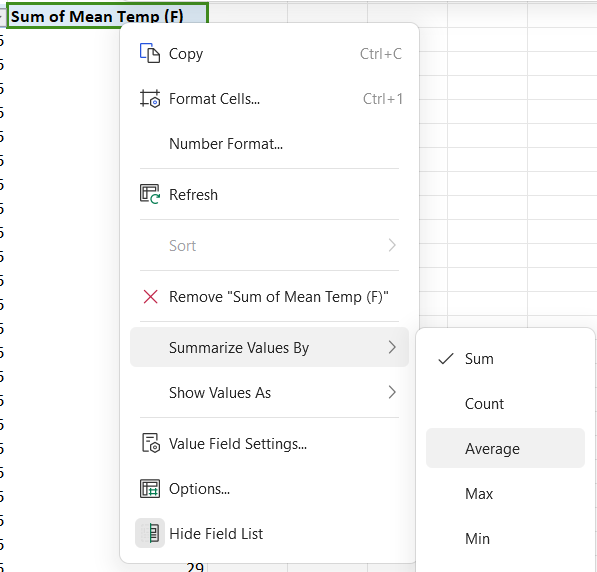 Sum of Mean Temp (F)
Copy Ctrl+C
Format Cells... Ctrl+1
Number Format...
Refresh
Sort
Remove "Sum of Mean Temp (F)"
Summarize Values By
Show Values As
Value Field Settings...
Options...
Hide Field List
Sum
Count
Average
Max
Min
29